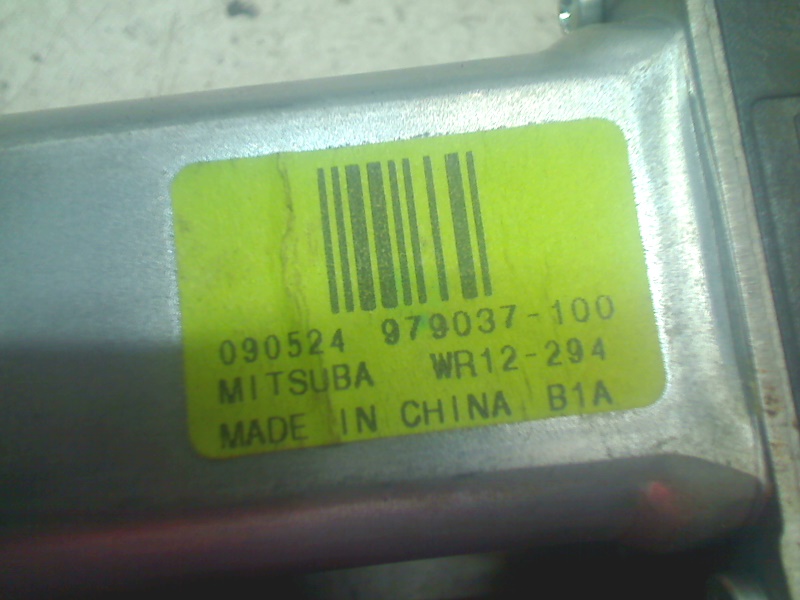 090524 979037-100
MITSUBA WR12-294
MADE IN CHINA B1A